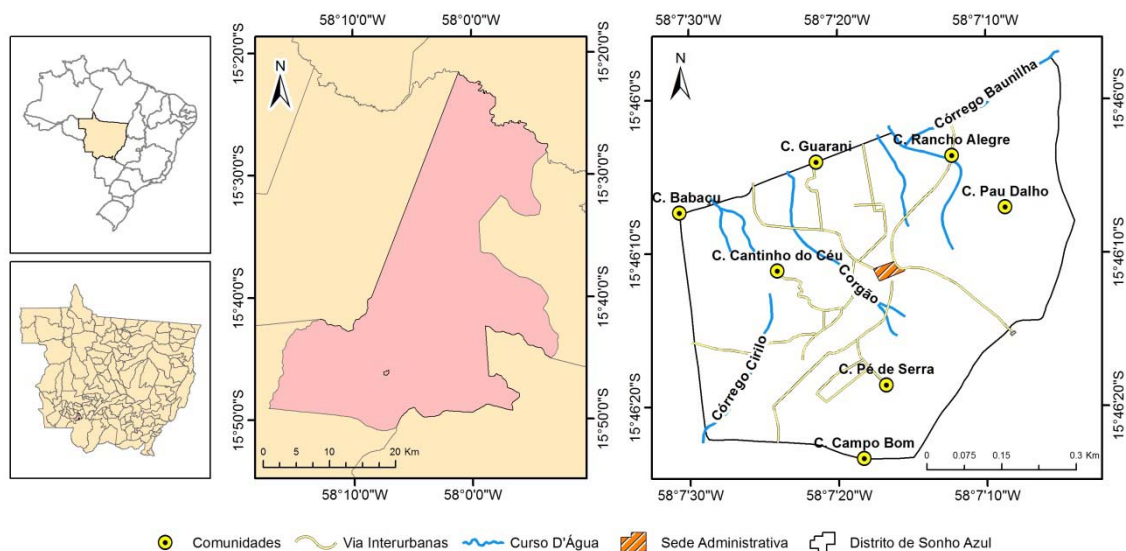 58°10'0"W
58°0'0"W
15°20'0"S
15°30'0"S
15°40'0"S
15°50'0"S
15°20'0"S
15°30'0"S
15°40'0"S
15°50'0"S
N
0 5 10 20 Km
58°10'0"W
58°0'0"W
58°7'30"W
58°7'20"W
58°7'10"W
15°46'0"S
15°46'10"S
15°46'20"S
15°46'0"S
15°46'10"S
15°46'20"S
N
Córrego Baunilha
C. Guarani
C. Rancho Alegre
C. Babaçu
C. Pau Dalho
C. Cantinho do Céu
Corgão
Córrego Cirilo
C. Pé de Serra
C. Campo Bom
0 0.075 0.15 0.3 Km
58°7'30"W
58°7'20"W
58°7'10"W
Comunidades
Via Interurbanas
Curso D'Água
Sede Administrativa
Distrito de Sonho Azul